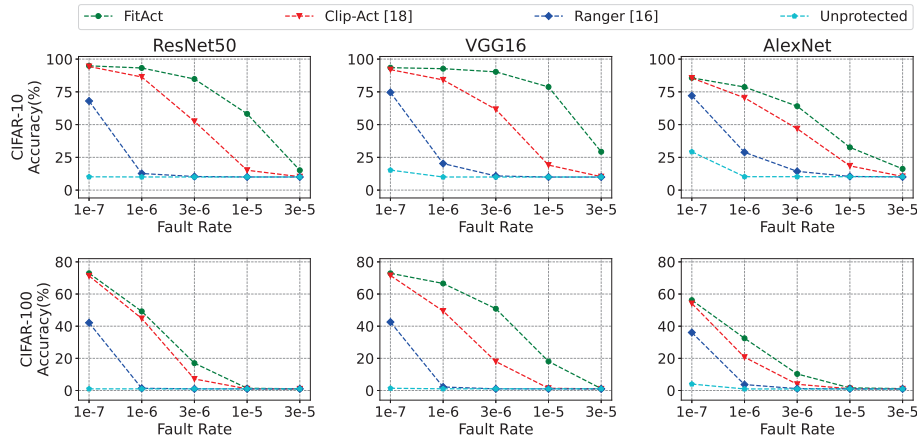 FitAct Clip-Act [18] Ranger [16] Unprotected
ResNet50 VGG16 AlexNet
CIFAR-10
Accuracy(%)
100 100 100
75 75 75
50 50 50
25 25 25
0 0 0
1e-7 1e-6 3e-6 1e-5 3e-5 1e-7 1e-6 3e-6 1e-5 3e-5 1e-7 1e-6 3e-6 1e-5 3e-5
Fault Rate Fault Rate Fault Rate
CIFAR-100
Accuracy(%)
80 80 80
60 60 60
40 40 40
20 20 20
0 0 0
1e-7 1e-6 3e-6 1e-5 3e-5 1e-7 1e-6 3e-6 1e-5 3e-5 1e-7 1e-6 3e-6 1e-5 3e-5
Fault Rate Fault Rate Fault Rate